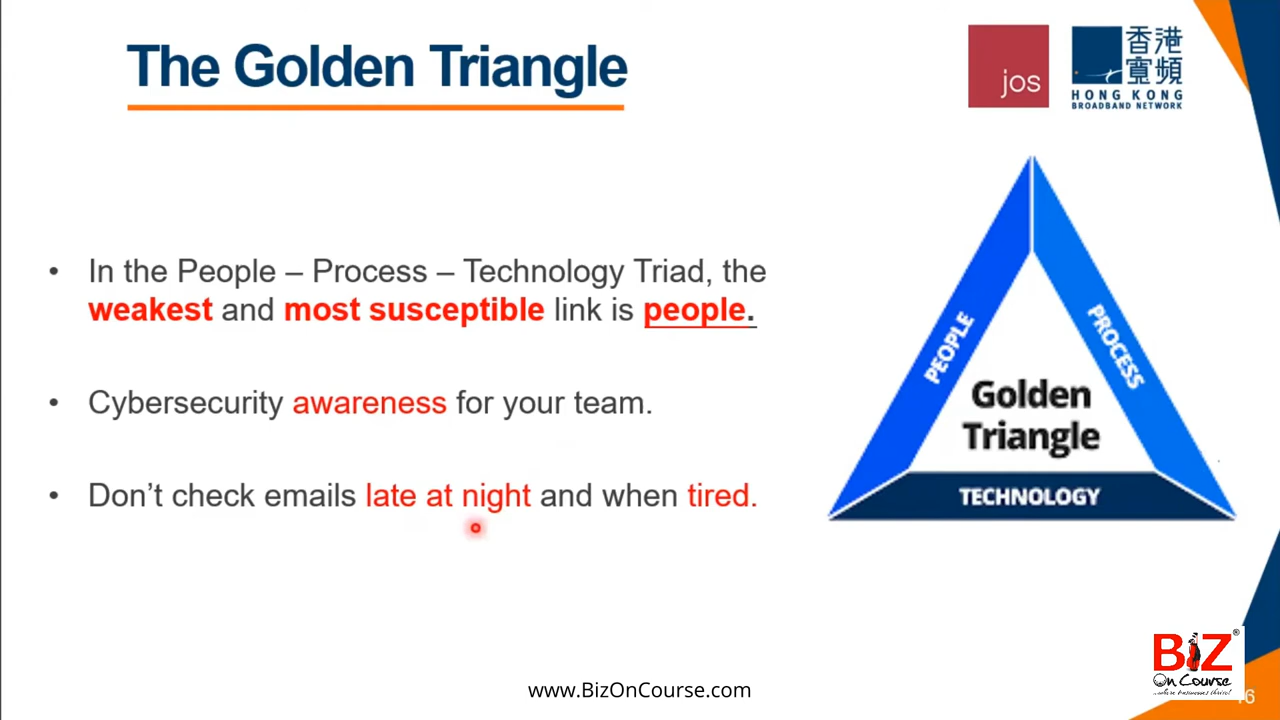 The Golden Triangle
jos
香港
寬頻
HONG KONG
BROADBAND NETWORK
• In the People – Process – Technology Triad, the
weakest and most susceptible link is people.
• Cybersecurity awareness for your team.
• Don’t check emails late at night and when tired.
PEOPLE
PROCESS
Golden
Triangle
TECHNOLOGY
www.BizOnCourse.com
BIZ®
On Course